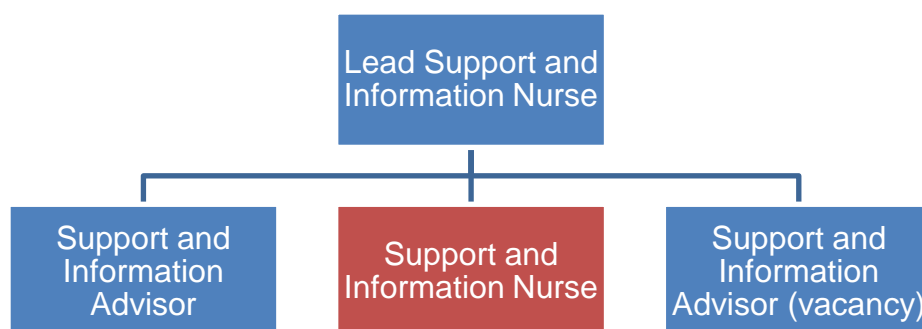 Lead Support and
Information Nurse
Support and
Information
Advisor
Support and
Information Nurse
Support and
Information
Advisor (vacancy)